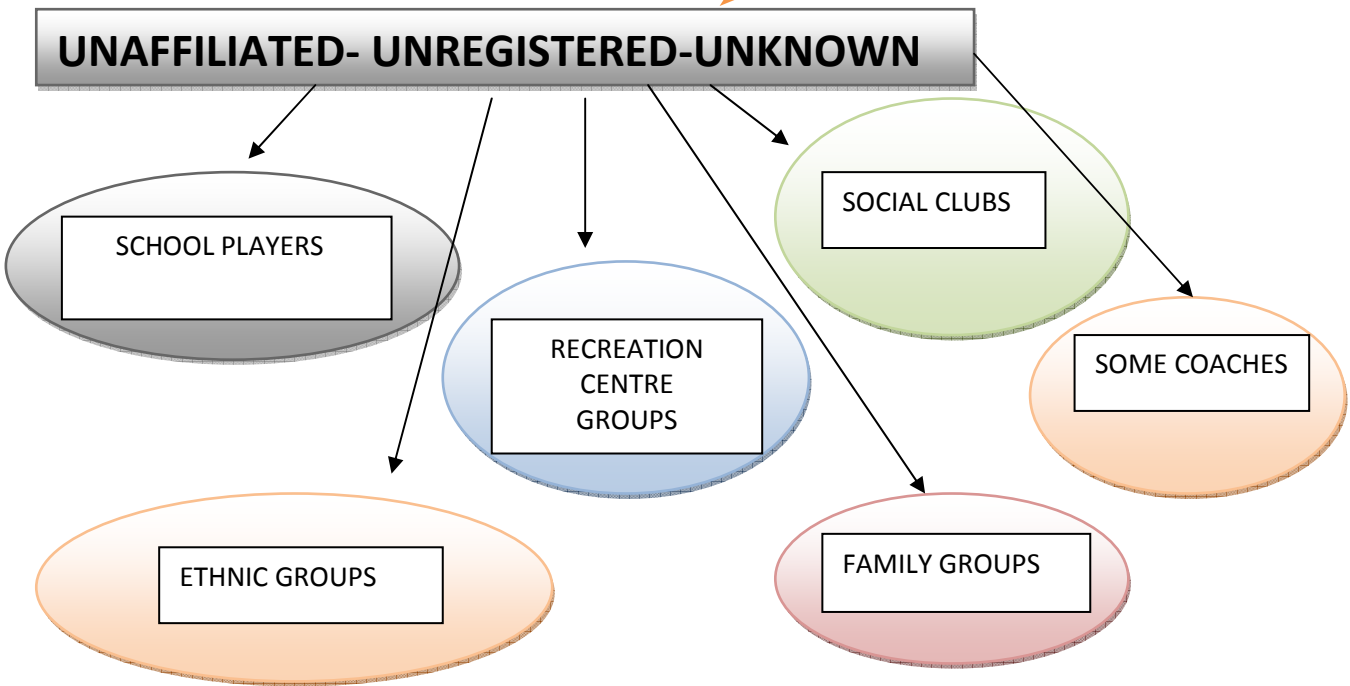 UNAFFILIATED- UNREGISTERED-UNKNOWN
SOCIAL CLUBS
SCHOOL PLAYERS
RECREATION
CENTRE
GROUPS
SOME COACHES
ETHNIC GROUPS
FAMILY GROUPS